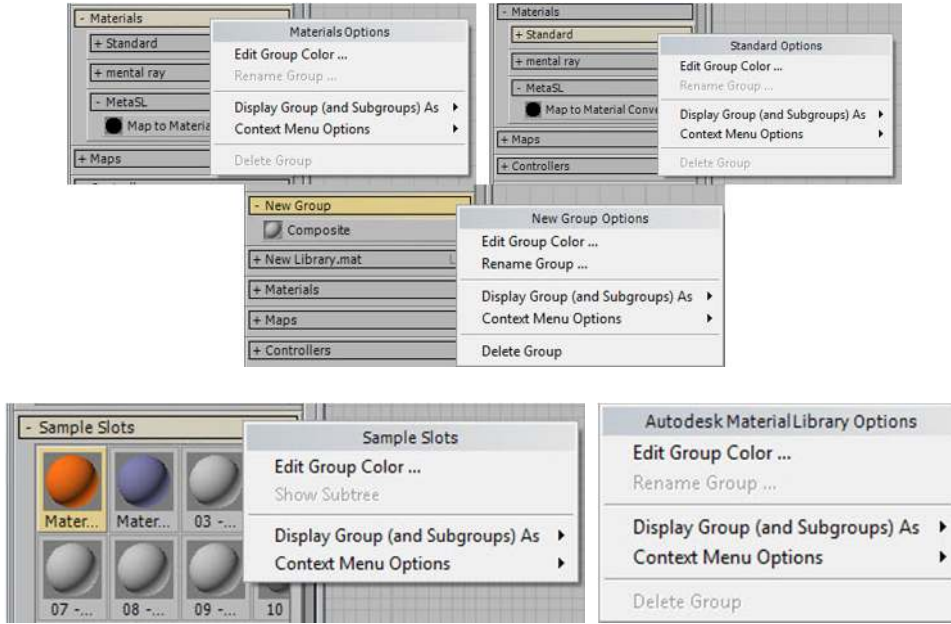 - Materials
+ Standard
+ mental ray
- MetaSL
Map to Materia
+ Maps
Materials Options
Edit Group Color ...
Rename Group ...
Display Group (and Subgroups) As
Context Menu Options
Delete Group
- Materials
+ Standard
+ mental ray
- MetaSL
Map to Material Conve
+ Maps
+ Controllers
Standard Options
Edit Group Color ...
Rename Group ...
Display Group (and Subgroups) As
Context Menu Options
Delete Group
- New Group
Composite
+ New Library.mat L
+ Materials
+ Maps
+ Controllers
New Group Options
Edit Group Color ...
Rename Group ...
Display Group (and Subgroups) As
Context Menu Options
Delete Group
- Sample Slots
Mater... Mater... 03 -...
07 -... 08 -... 09 -... 10
Sample Slots
Edit Group Color ...
Show Subtree
Display Group (and Subgroups) As
Context Menu Options
Autodesk Material Library Options
Edit Group Color ...
Rename Group ...
Display Group (and Subgroups) As
Context Menu Options
Delete Group